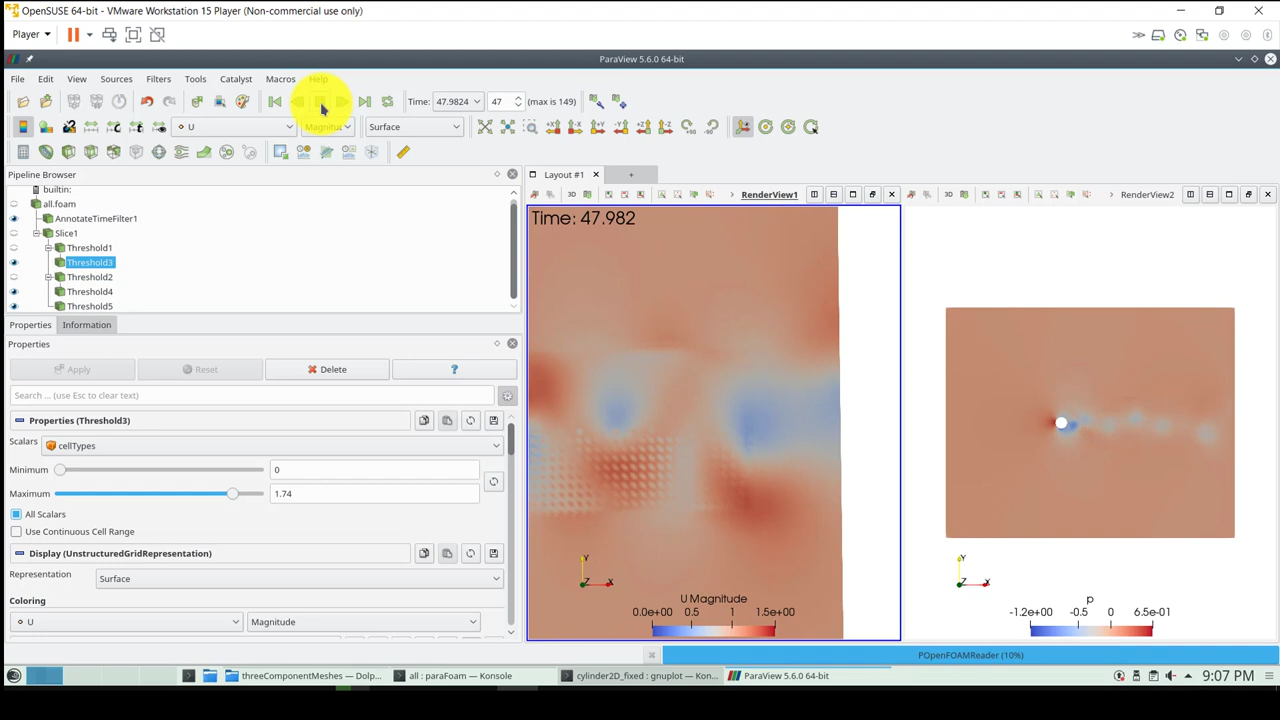 OpenSUSE 64-bit - VMware Workstation 15 Player (Non-commercial use only)
Player
ParaView 5.6.0 64-bit
File Edit View Sources Filters Tools Catalyst Macros Help
Time: 47.9824 47 (max is 149)
U Magnitude Surface
3D
Pipeline Browser
builtin:
all.foam
AnnotateTimeFilter1
Slice1
Threshold1
Threshold3
Threshold2
Threshold4
Threshold5
Properties Information
Properties
Apply Reset Delete ?
Search ... (use Esc to clear text)
Properties (Threshold3)
Scalars cellTypes
Minimum 0
Maximum 1.74
All Scalars
Use Continuous Cell Range
Display (UnstructuredGridRepresentation)
Representation Surface
Coloring
U Magnitude
Layout #1 +
3D RenderView1 3D RenderView2
Time: 47.982
Y
Z X
U Magnitude
0.0e+00 0.5 1 1.5e+00
Y
Z X
p
-1.2e+00 -0.5 0 6.5e-01
POpenFOAMReader (10%)
threeComponentMeshes : Dolp... all : paraFoam — Konsole cylinder2D_fixed : gnuplot — Kon... ParaView 5.6.0 64-bit 9:07 PM